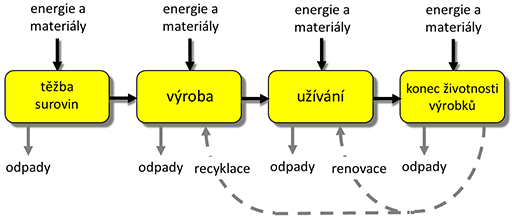 energie a
materiály
energie a
materiály
energie a
materiály
energie a
materiály
těžba
surovin
výroba
užívání
konec životnosti
výrobků
odpady
odpady
recyklace
odpady
renovace
odpady